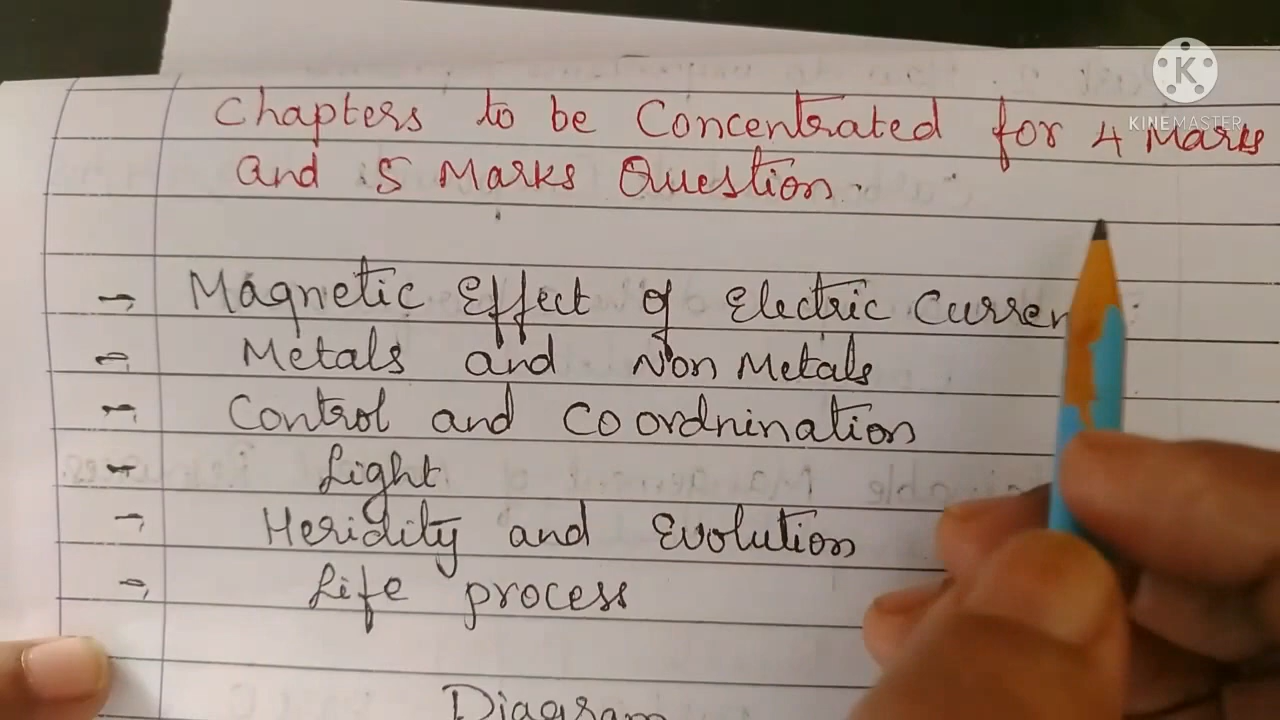 Chapters to be Concentrated for 4 Marks
and 5 Marks Question.
→ Magnetic Effect of Electric Curren
→ Metals and Non Metals
→ Control and Coordnination
→ Light
→ Heridity and Evolution
→ Life process
Diagram
K
KINEMASTER